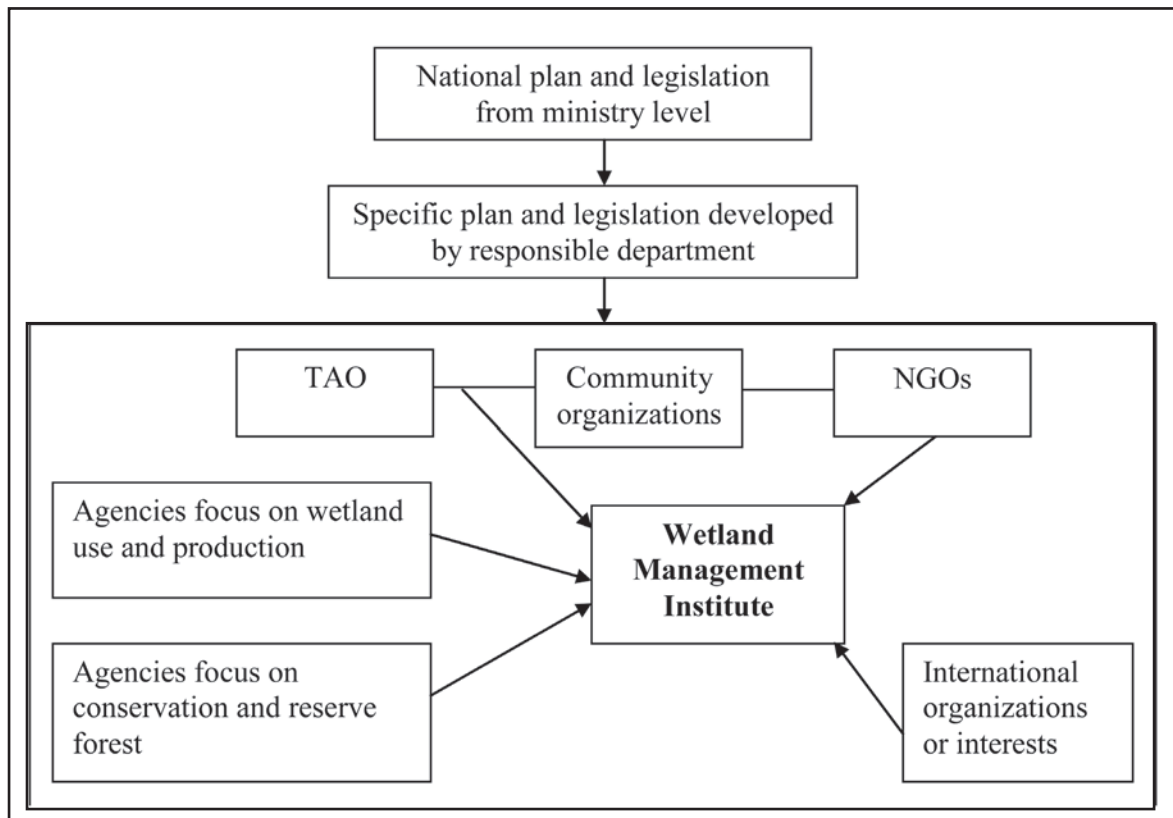 National plan and legislation
from ministry level
Specific plan and legislation developed
by responsible department
TAO
Community
organizations
NGOs
Agencies focus on wetland
use and production
Wetland
Management
Institute
Agencies focus on
conservation and reserve
forest
International
organizations
or interests